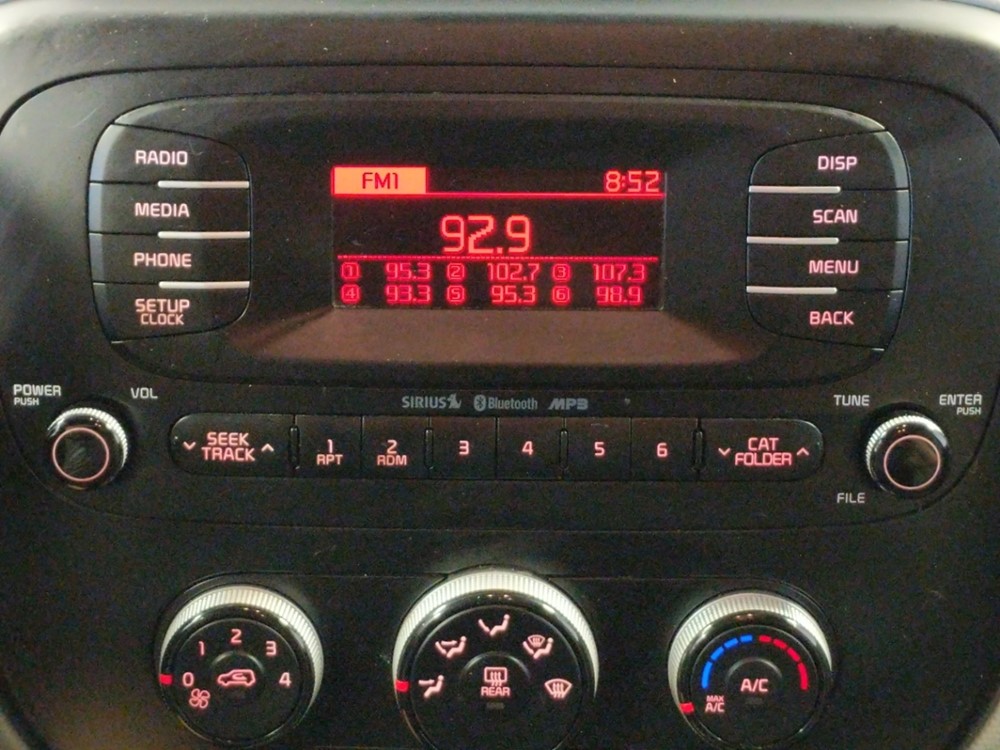 RADIO
MEDIA
PHONE
SETUP
CLOCK
FM1 8:52
92.9
1 95.3 2 102.7 3 107.3
4 93.3 5 95.3 6 98.9
DISP
SCAN
MENU
BACK
POWER
PUSH
VOL
SIRIUS Bluetooth MP3
TUNE
ENTER
PUSH
SEEK
TRACK
1
RPT
2
RDM
3
4
5
6
CAT
FOLDER
FILE
0 1 2 3 4
REAR
A/C
MAX
A/C